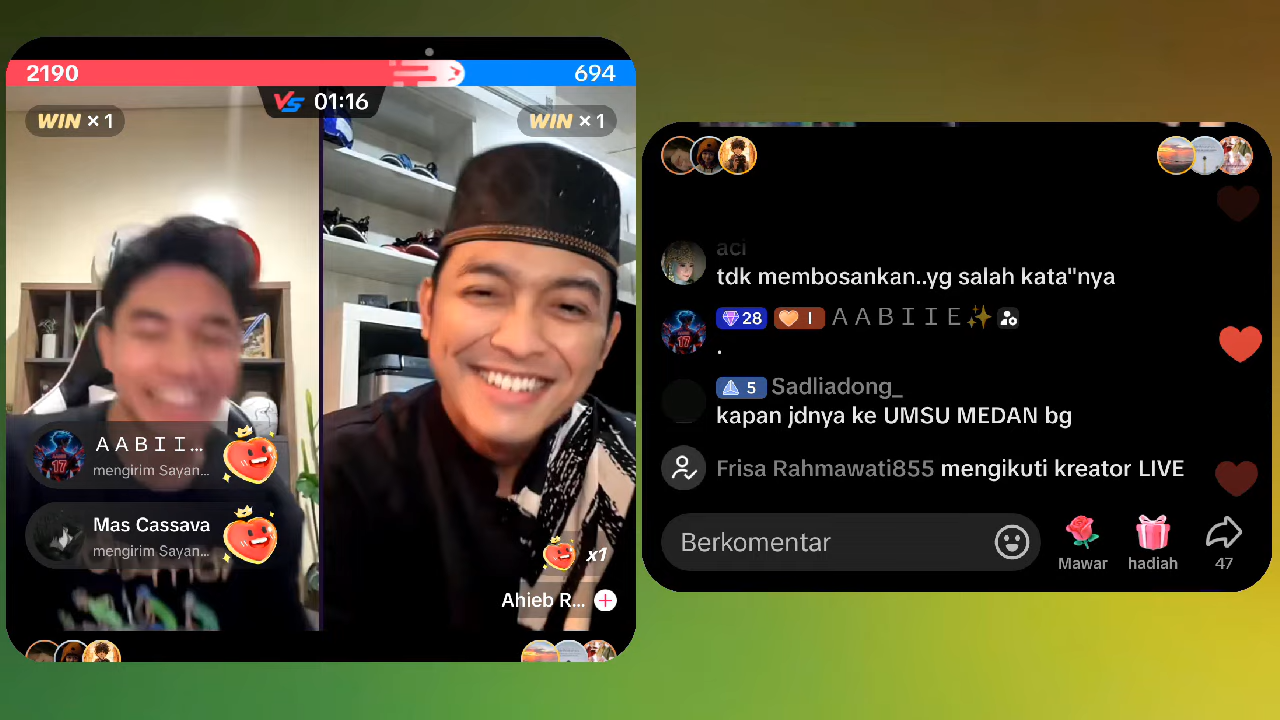 2190
694
VS 01:16
WIN × 1
WIN × 1
A A B I I...
mengirim Sayan...
Mas Cassava
mengirim Sayan...
x1
Ahieb R...
aci
tdk membosankan..yg salah kata"nya
28 I A A B I I E ✨
.
5 Sadliadong_
kapan jdnya ke UMSU MEDAN bg
Frisa Rahmawati855 mengikuti kreator LIVE
Berkomentar
Mawar
hadiah
47